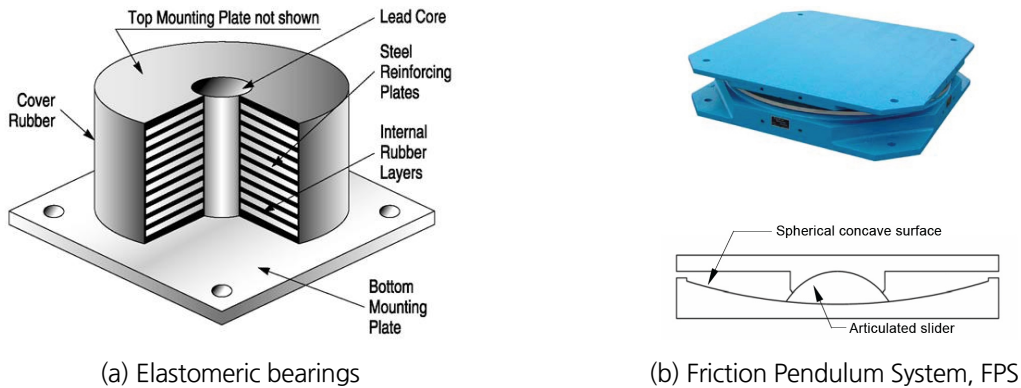 Top Mounting Plate not shown
Lead Core
Steel
Reinforcing
Plates
Cover
Rubber
Internal
Rubber
Layers
Bottom
Mounting
Plate
(a) Elastomeric bearings
Spherical concave surface
Articulated slider
(b) Friction Pendulum System, FPS